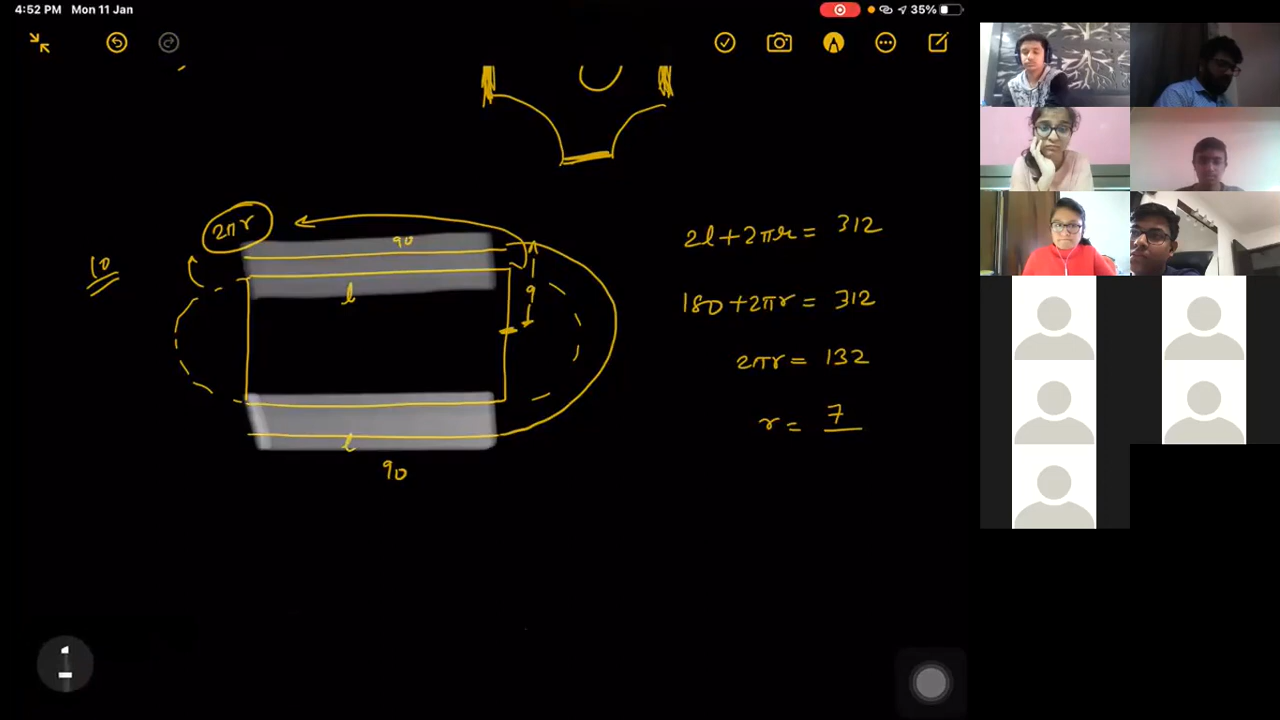 4:52 PM Mon 11 Jan
35%
2πr
90
10
l
9
l
90
2l + 2πr = 312
180 + 2πr = 312
2πr = 132
r = 7
1